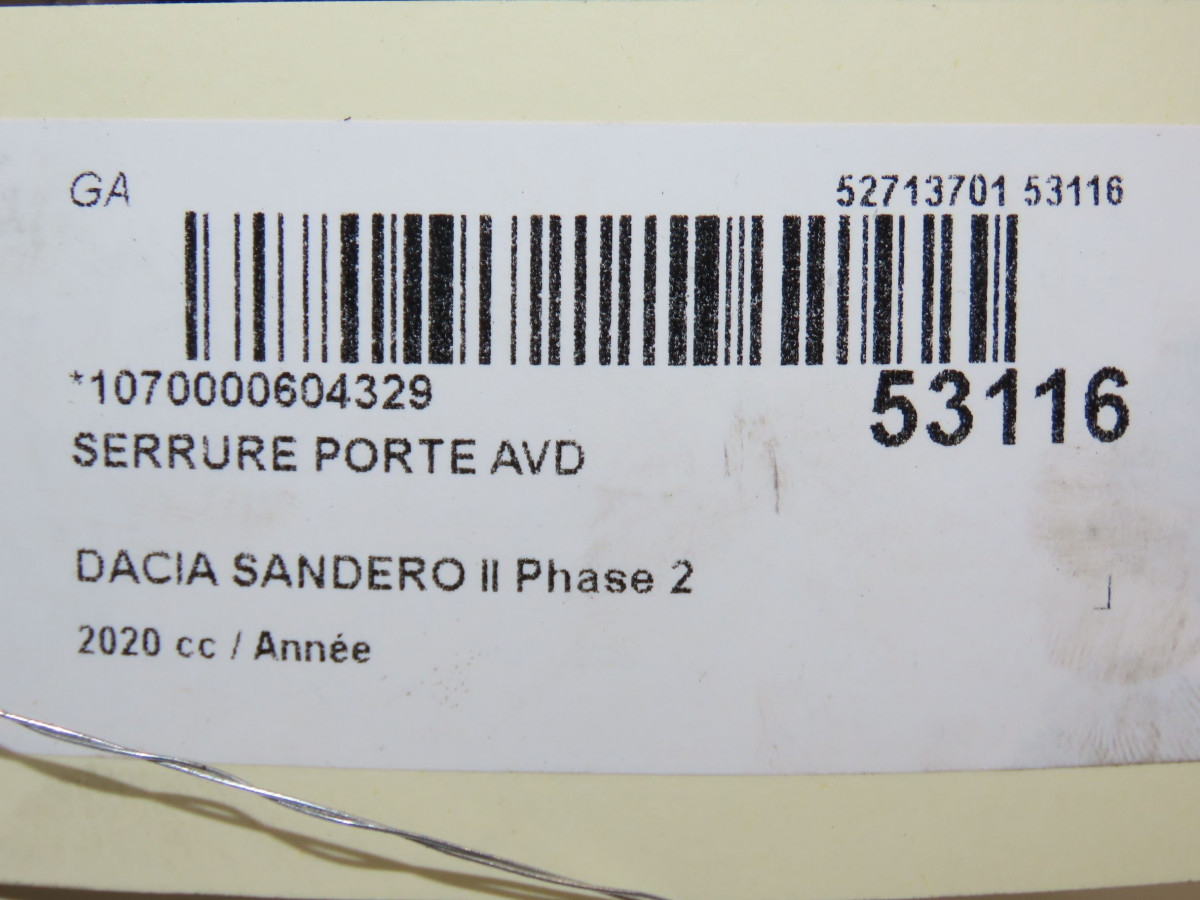 GA
52713701 53116
*1070000604329
53116
SERRURE PORTE AVD
DACIA SANDERO II Phase 2
2020 cc / Année